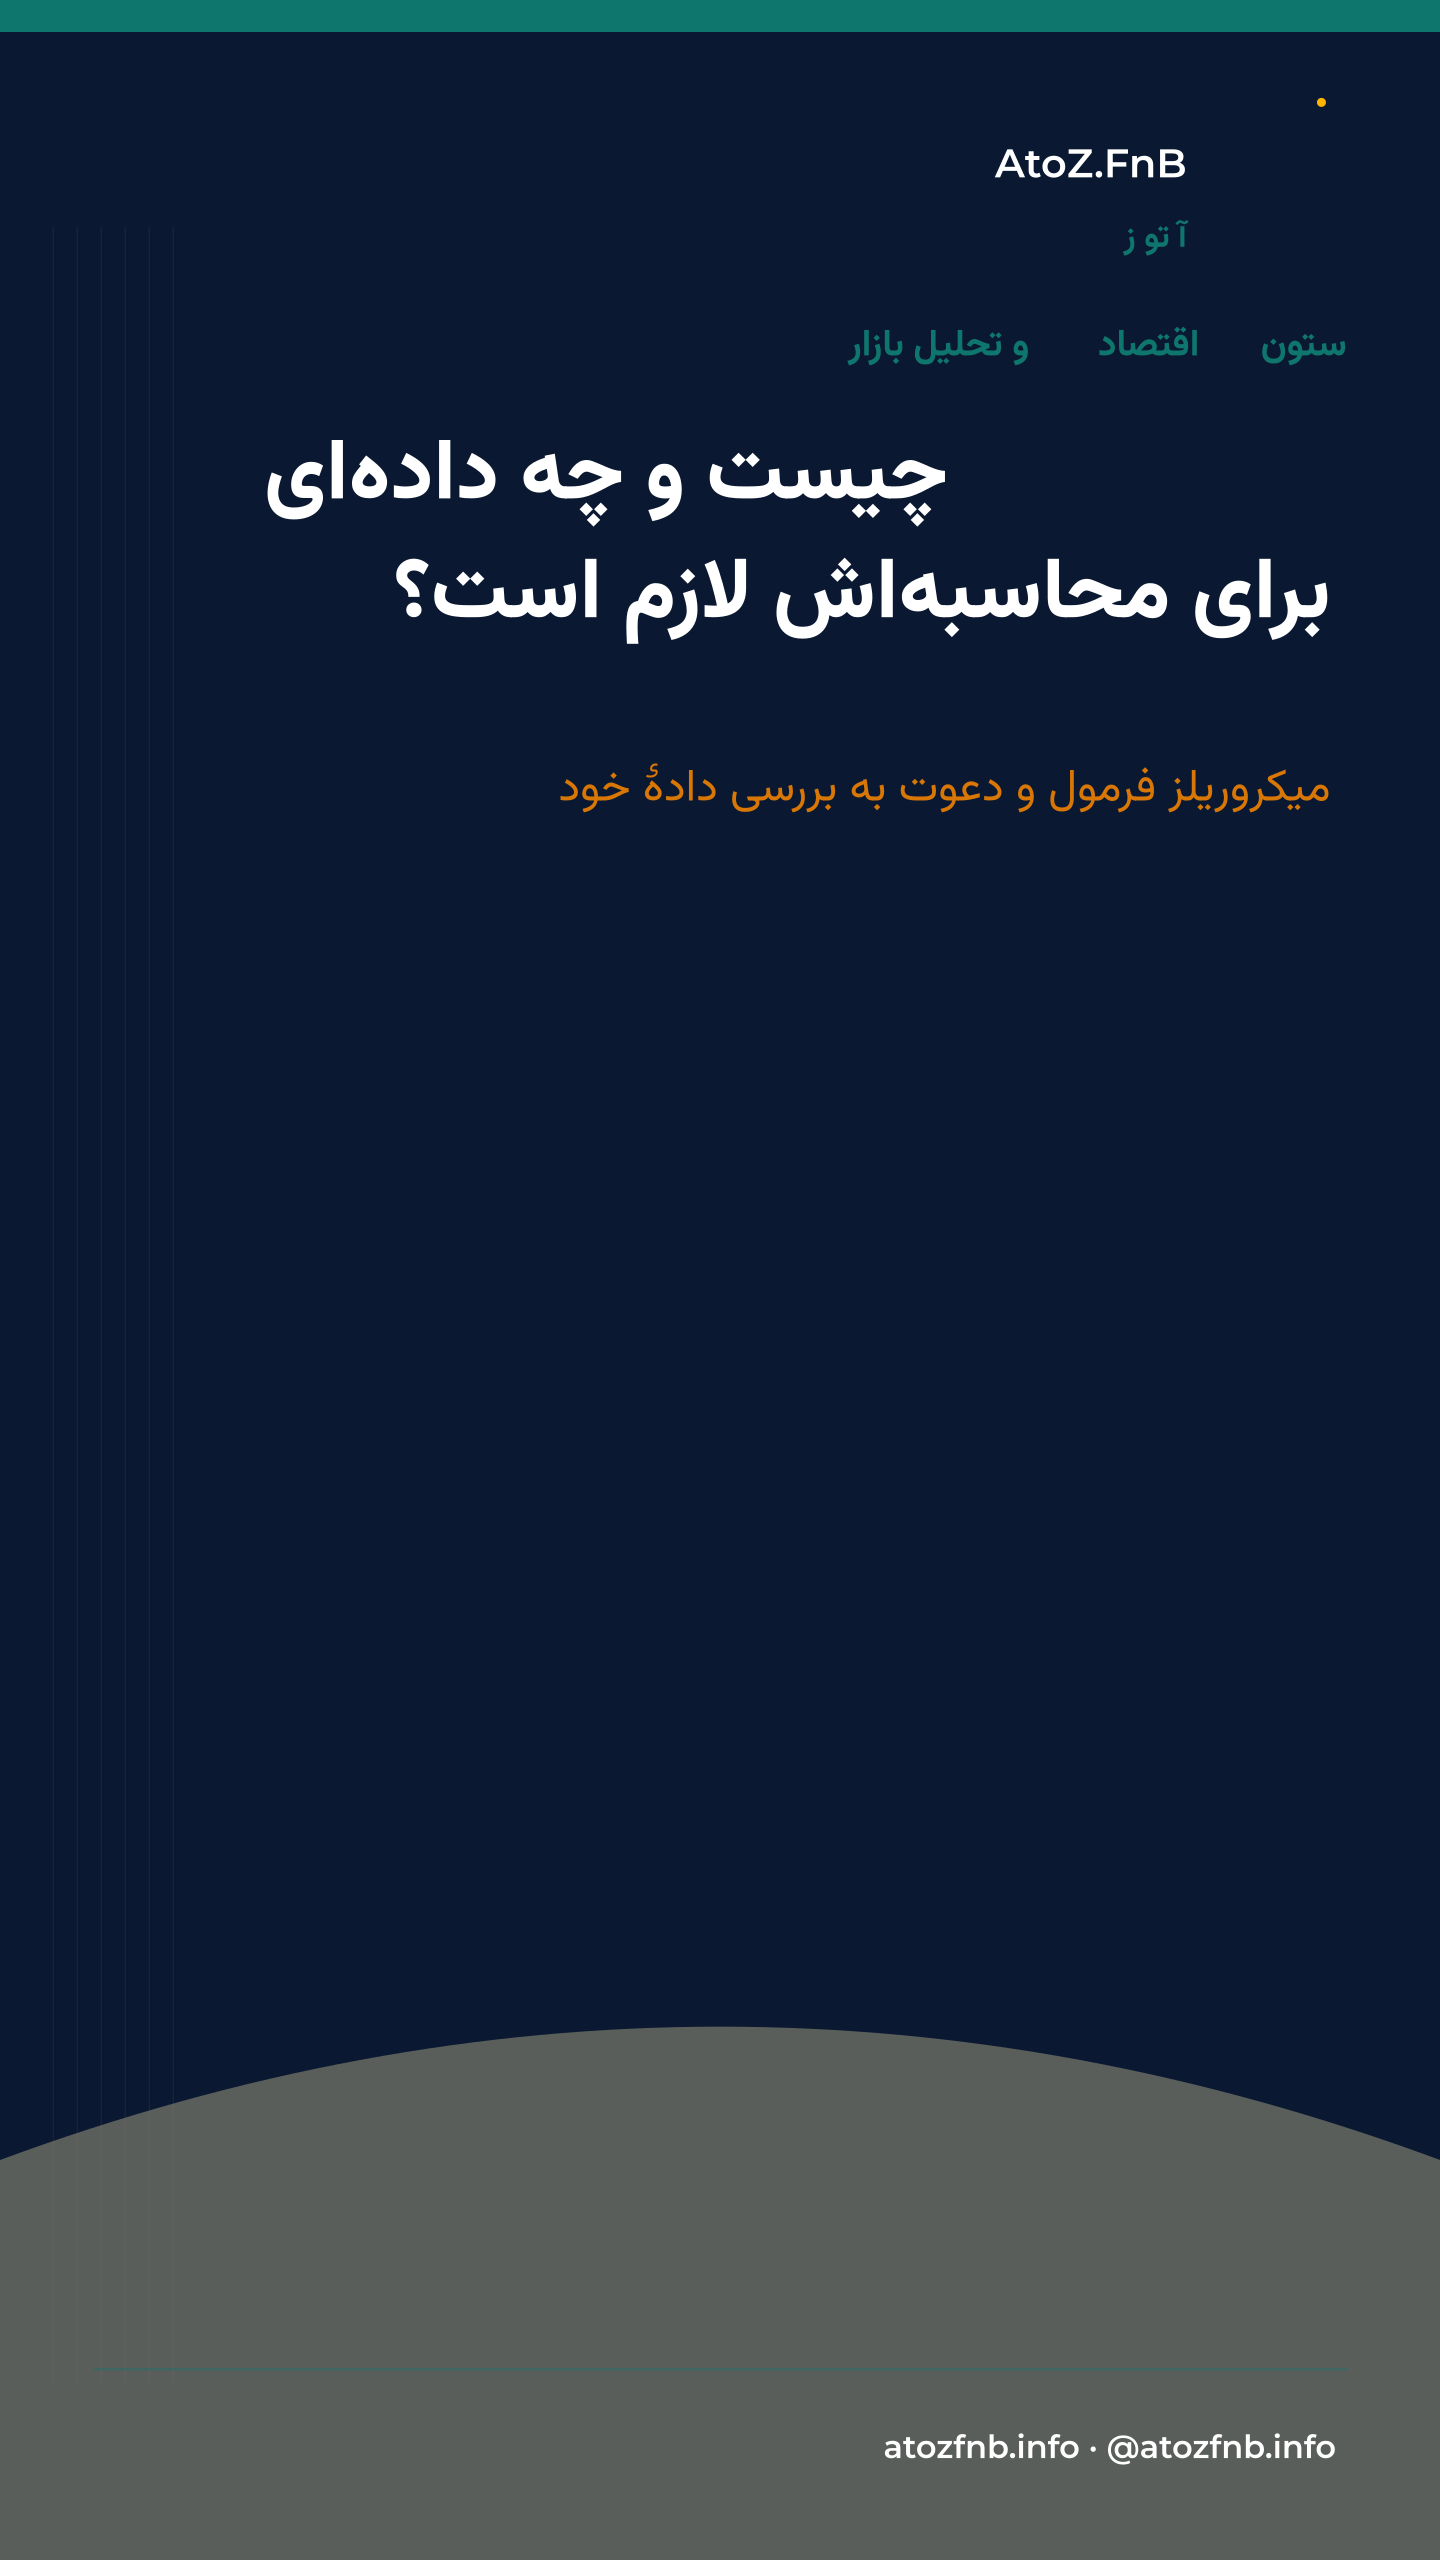 AtoZ.FnB
آ تو ز
ستون اقتصاد و تحلیل بازار
چیست و چه داده‌ای
برای محاسبه‌اش لازم است؟
میکروریلز فرمول و دعوت به بررسی دادهٔ خود
atozfnb.info · @atozfnb.info